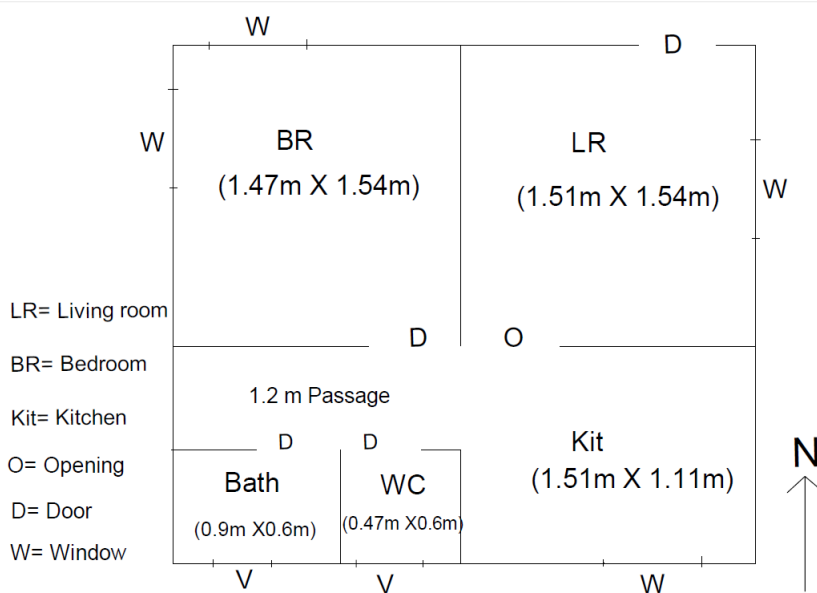 W
D
W
BR
LR
(1.47m X 1.54m)
(1.51m X 1.54m)
W
LR= Living room
D
O
BR= Bedroom
1.2 m Passage
Kit= Kitchen
D
D
Kit
N
O= Opening
Bath
WC
(1.51m X 1.11m)
D= Door
(0.9m X0.6m)
(0.47m X0.6m)
W= Window
V
V
W